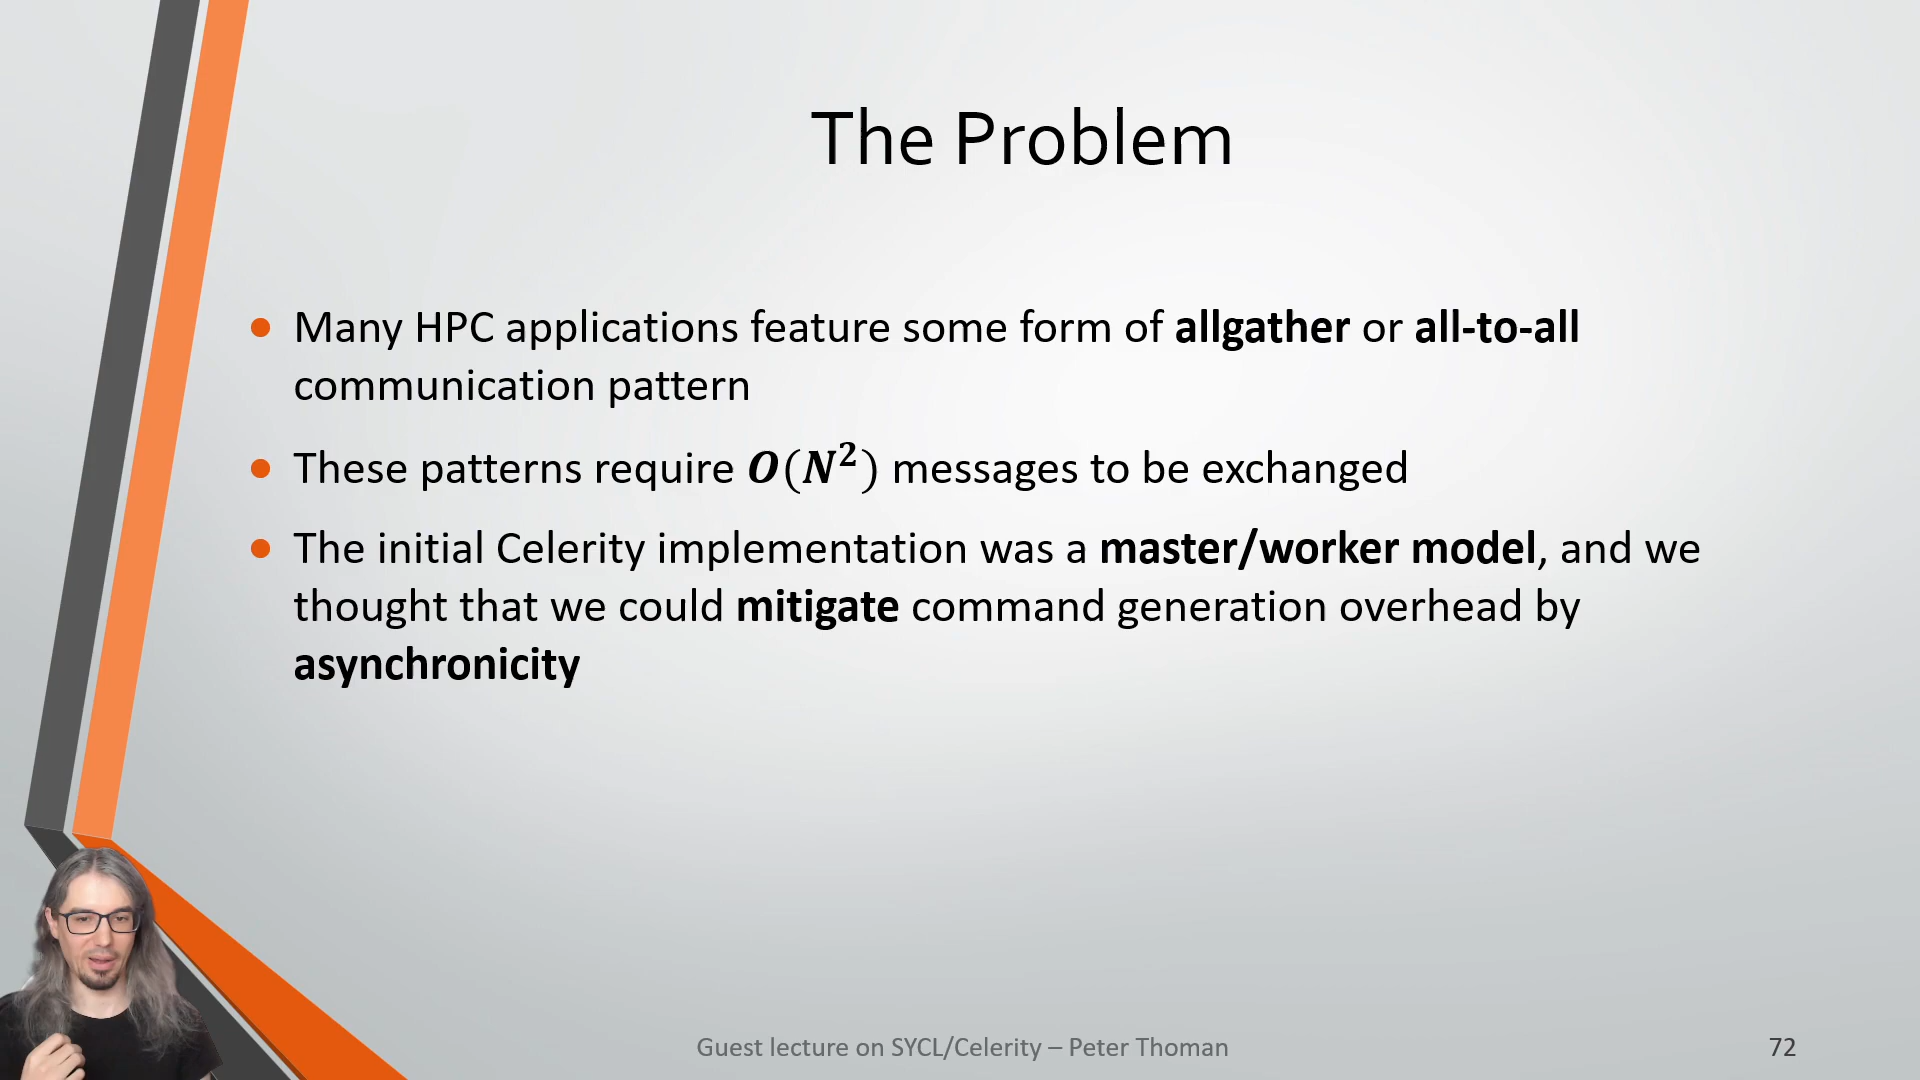 The Problem
Many HPC applications feature some form of allgather or all-to-all
communication pattern
These patterns require O(N²) messages to be exchanged
The initial Celerity implementation was a master/worker model, and we
thought that we could mitigate command generation overhead by
asynchronicity
Guest lecture on SYCL/Celerity – Peter Thoman
72